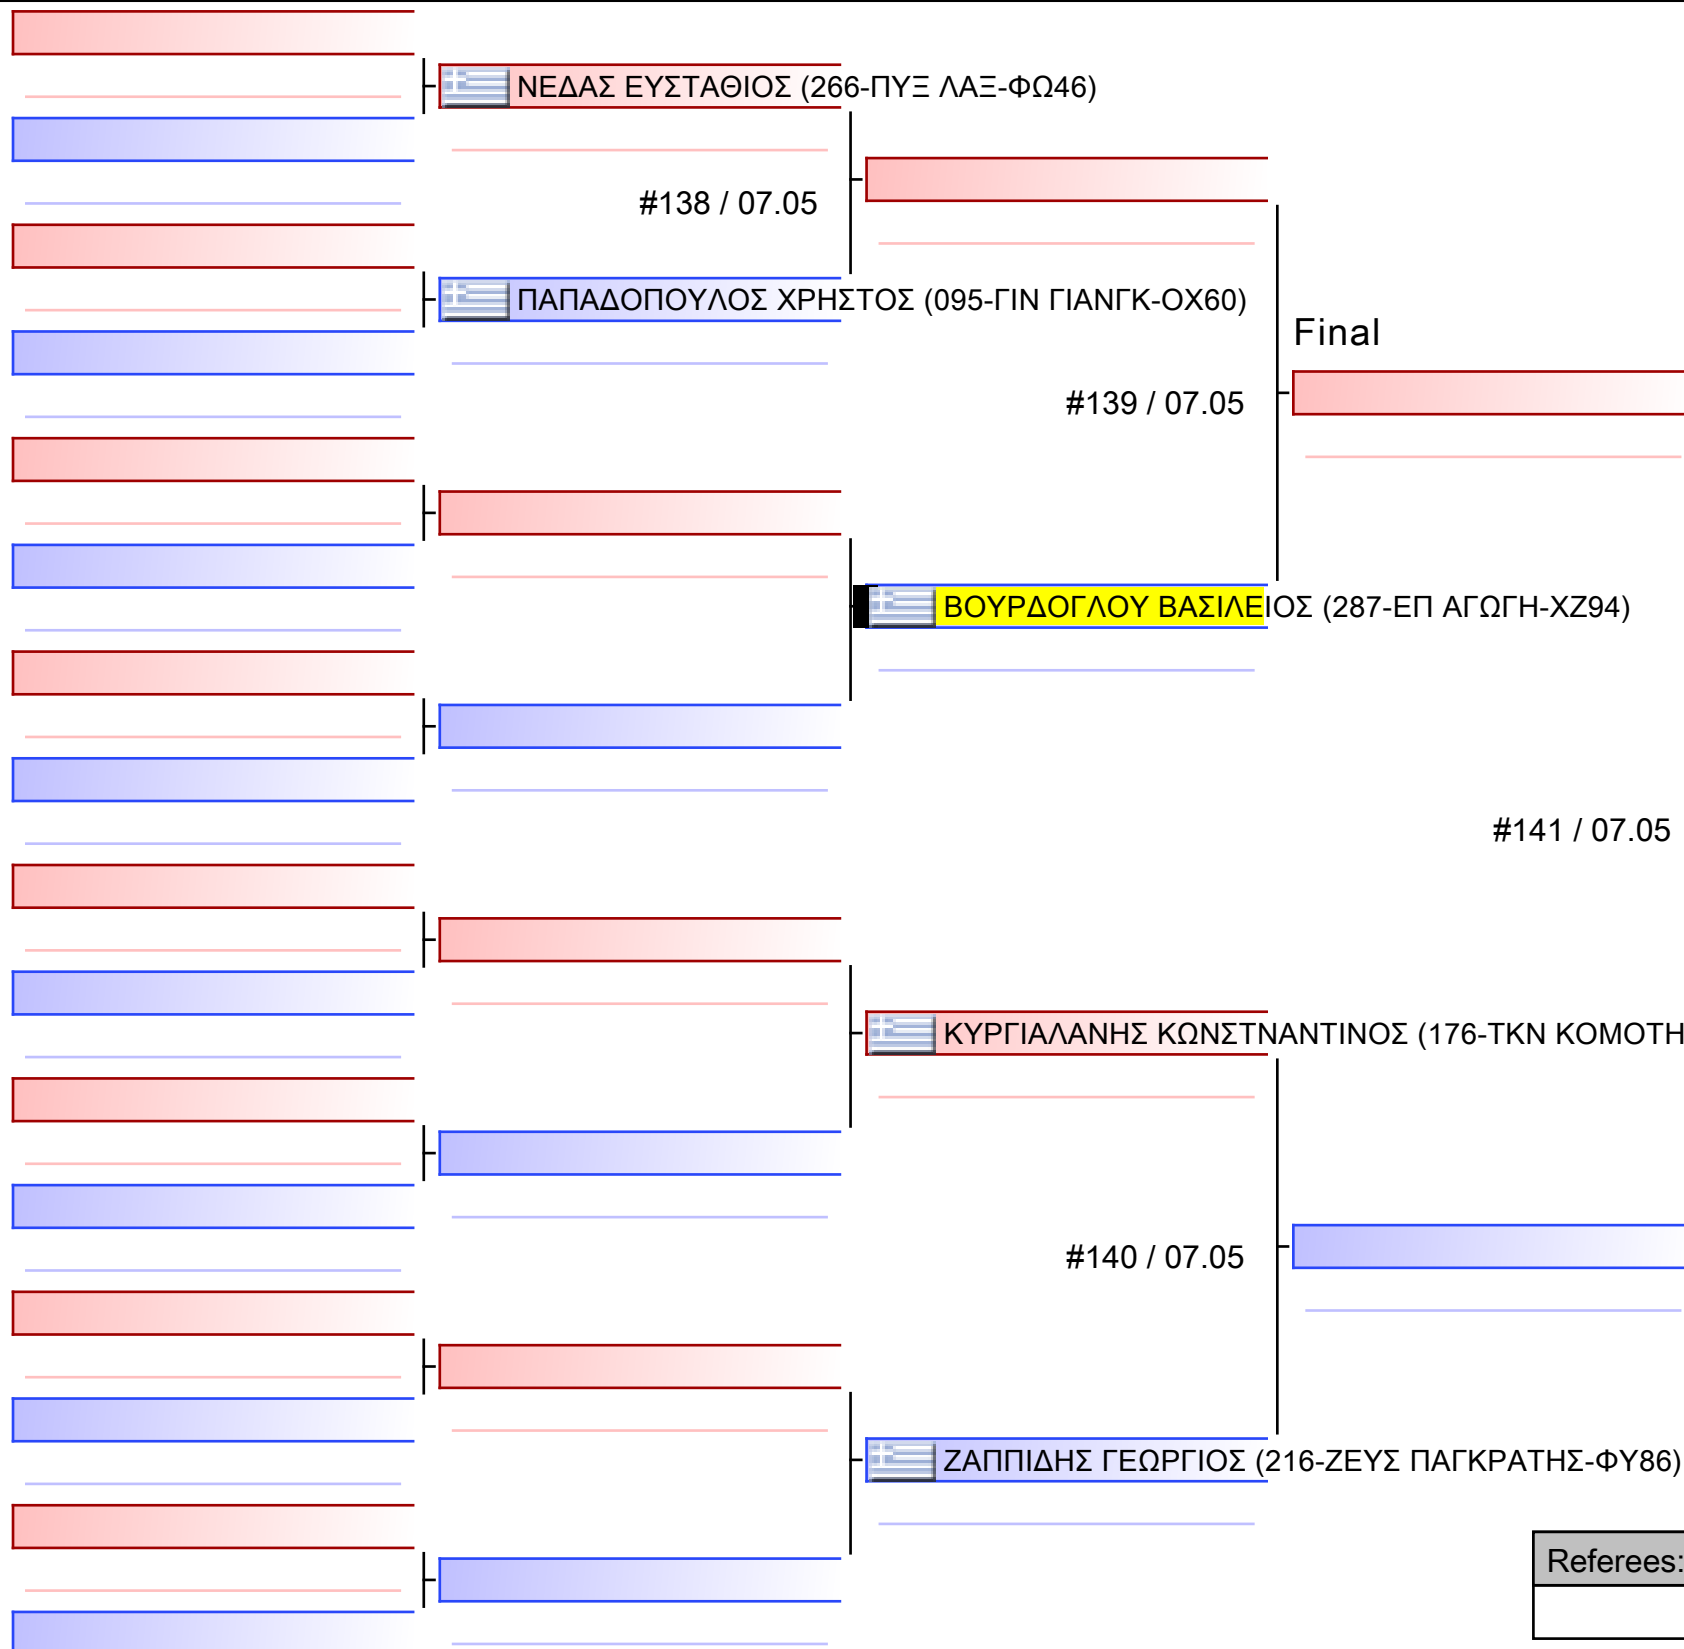 ΝΕΔΑΣ ΕΥΣΤΑΘΙΟΣ (266-ΠΥΞ ΛΑΞ-ΦΩ46)
#138 / 07.05
ΠΑΠΑΔΟΠΟΥΛΟΣ ΧΡΗΣΤΟΣ (095-ΓΙΝ ΓΙΑΝΓΚ-ΟΧ60)
Final
#139 / 07.05
ΒΟΥΡΔΟΓΛΟΥ ΒΑΣΙΛΕΙΟΣ (287-ΕΠ ΑΓΩΓΗ-ΧΖ94)
#141 / 07.05
ΚΥΡΓΙΑΛΑΝΗΣ ΚΩΝΣΤΝΑΝΤΙΝΟΣ (176-ΤΚΝ ΚΟΜΟΤΗ
#140 / 07.05
ΖΑΠΠΙΔΗΣ ΓΕΩΡΓΙΟΣ (216-ΖΕΥΣ ΠΑΓΚΡΑΤΗΣ-ΦΥ86)
Referees: